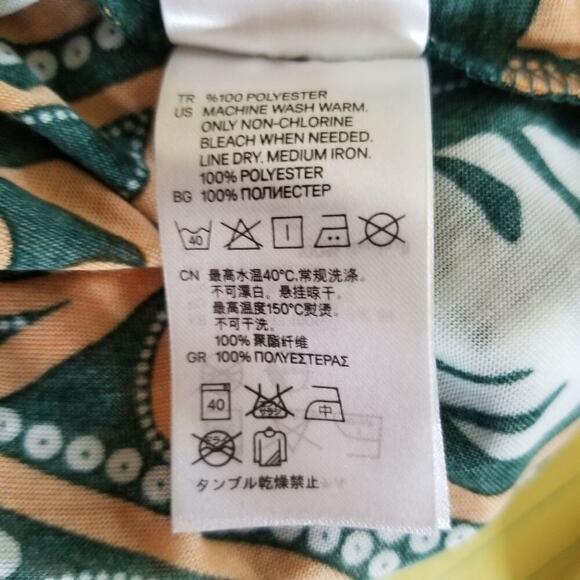 TR %100 POLYESTER
US MACHINE WASH WARM.
ONLY NON-CHLORINE
BLEACH WHEN NEEDED.
LINE DRY. MEDIUM IRON.
100% POLYESTER
BG 100% ПОЛИЕСТЕР
40
CN 最高水温40°C,常规洗涤。
不可漂白。悬挂晾干。
最高温度150°C熨烫。
不可干洗。
100% 聚酯纤维
GR 100% ΠΟΛΥΕΣΤΕΡΑΣ
40 中
タンブル乾燥禁止